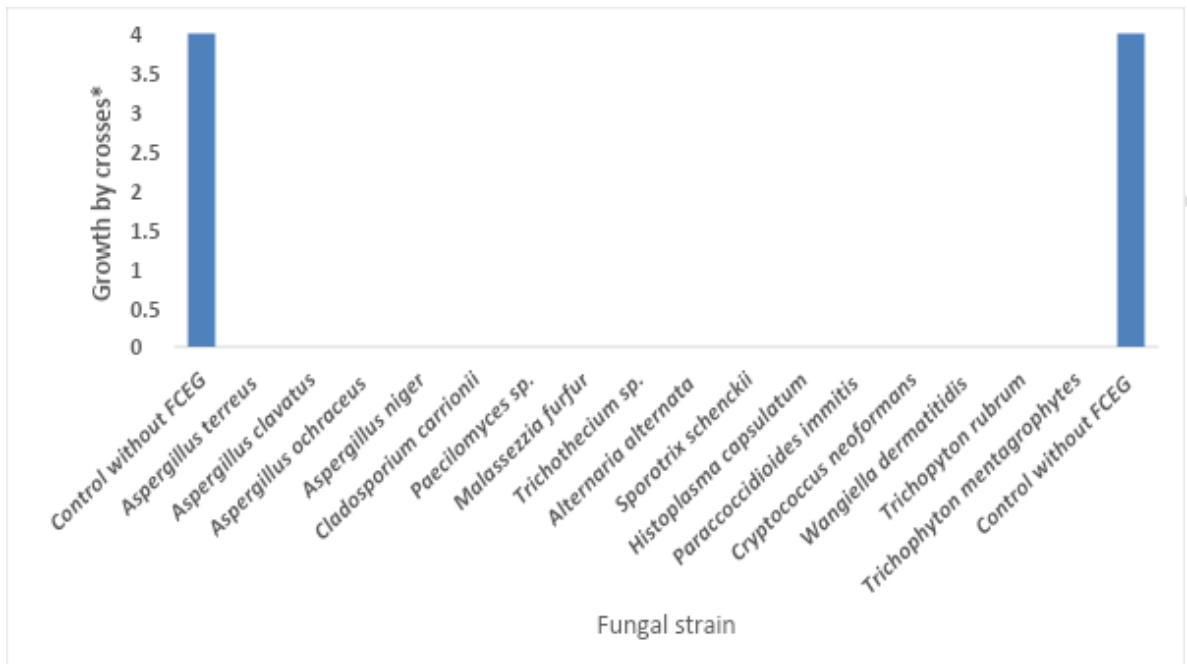 Growth by crosses*
4
3.5
3
2.5
2
1.5
1
0.5
0
Control without FCEG
Aspergillus terreus
Aspergillus clavatus
Aspergillus ochraceus
Aspergillus niger
Cladosporium carrionii
Paecilomyces sp.
Malassezzia furfur
Trichothecium sp.
Alternaria alternata
Sporotrix schenckii
Histoplasma capsulatum
Paraccoccidioides immitis
Cryptococcus neoformans
Wangiella dermatitidis
Trichopyton rubrum
Trichophyton mentagrophytes
Control without FCEG
Fungal strain